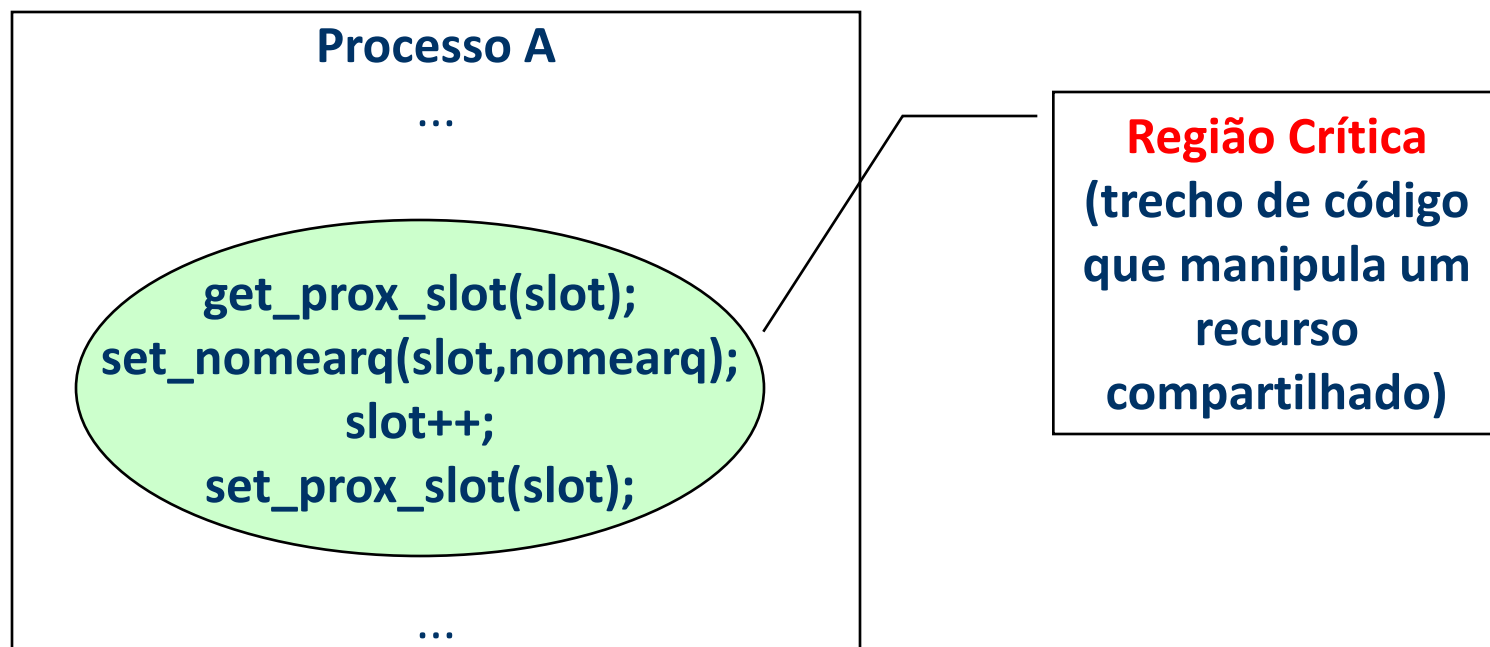 Processo A
...
get_prox_slot(slot);
set_nomearq(slot,nomearq);
slot++;
set_prox_slot(slot);
...
Região Crítica
(trecho de código
que manipula um
recurso
compartilhado)